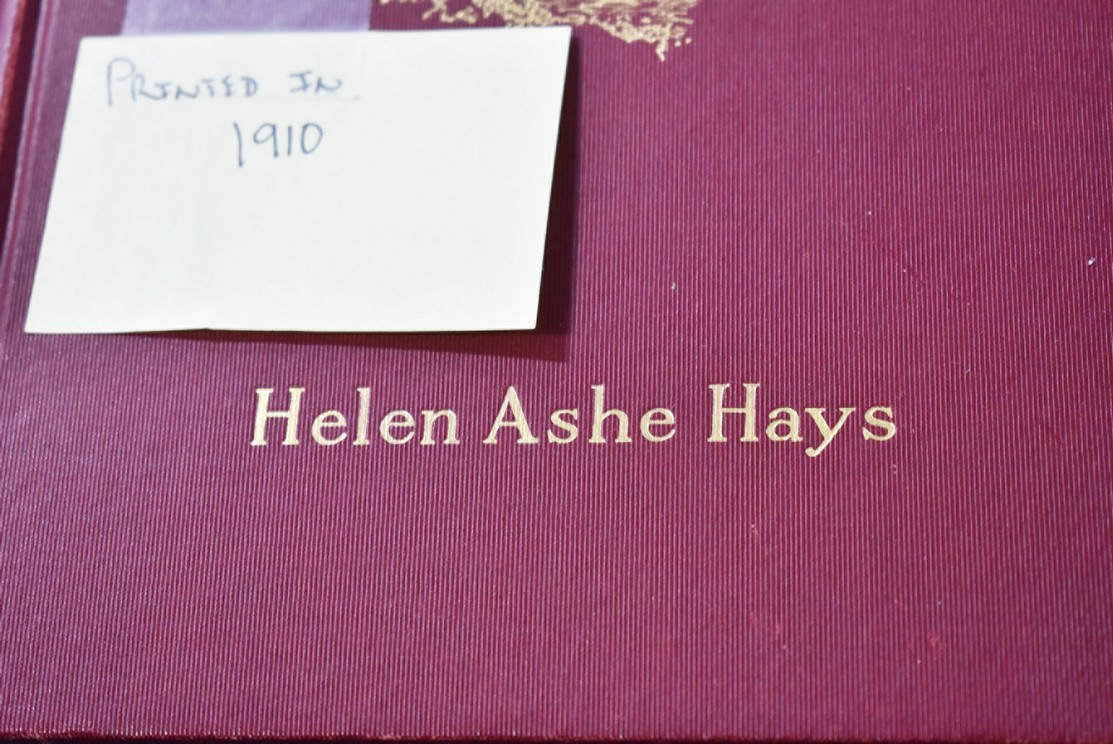 PRINTED IN
1910
Helen Ashe Hays